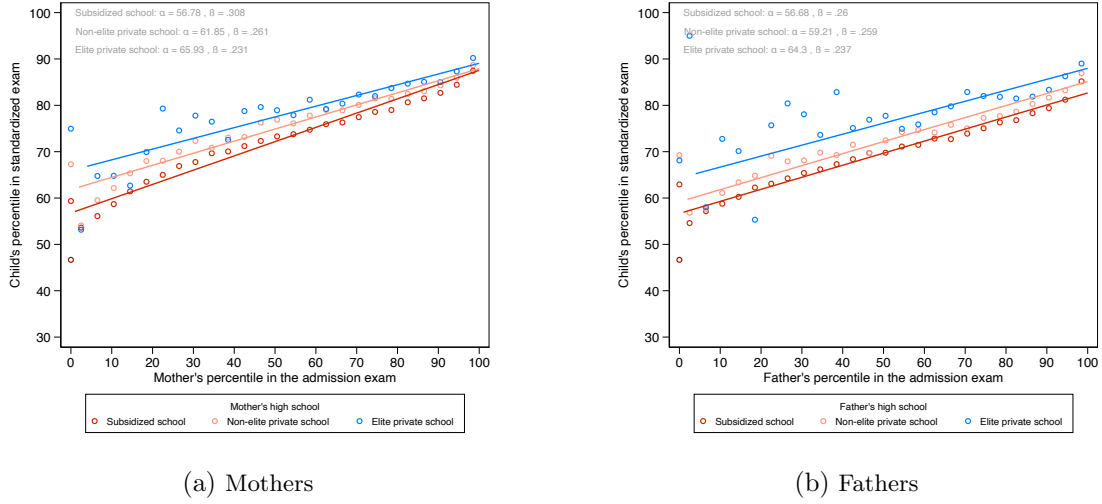 Subsidized school: α = 56.78 , ß = .308
Non-elite private school: α = 61.85 , ß = .261
Elite private school: α = 65.93 , ß = .231
Child's percentile in standardized exam
100
90
80
70
60
50
40
30
0 10 20 30 40 50 60 70 80 90 100
Mother's percentile in the admission exam
Mother's high school
Subsidized school Non-elite private school Elite private school
(a) Mothers
Subsidized school: α = 56.68 , ß = .26
Non-elite private school: α = 59.21 , ß = .259
Elite private school: α = 64.3 , ß = .237
Child's percentile in standardized exam
100
90
80
70
60
50
40
30
0 10 20 30 40 50 60 70 80 90 100
Father's percentile in the admission exam
Father's high school
Subsidized school Non-elite private school Elite private school
(b) Fathers